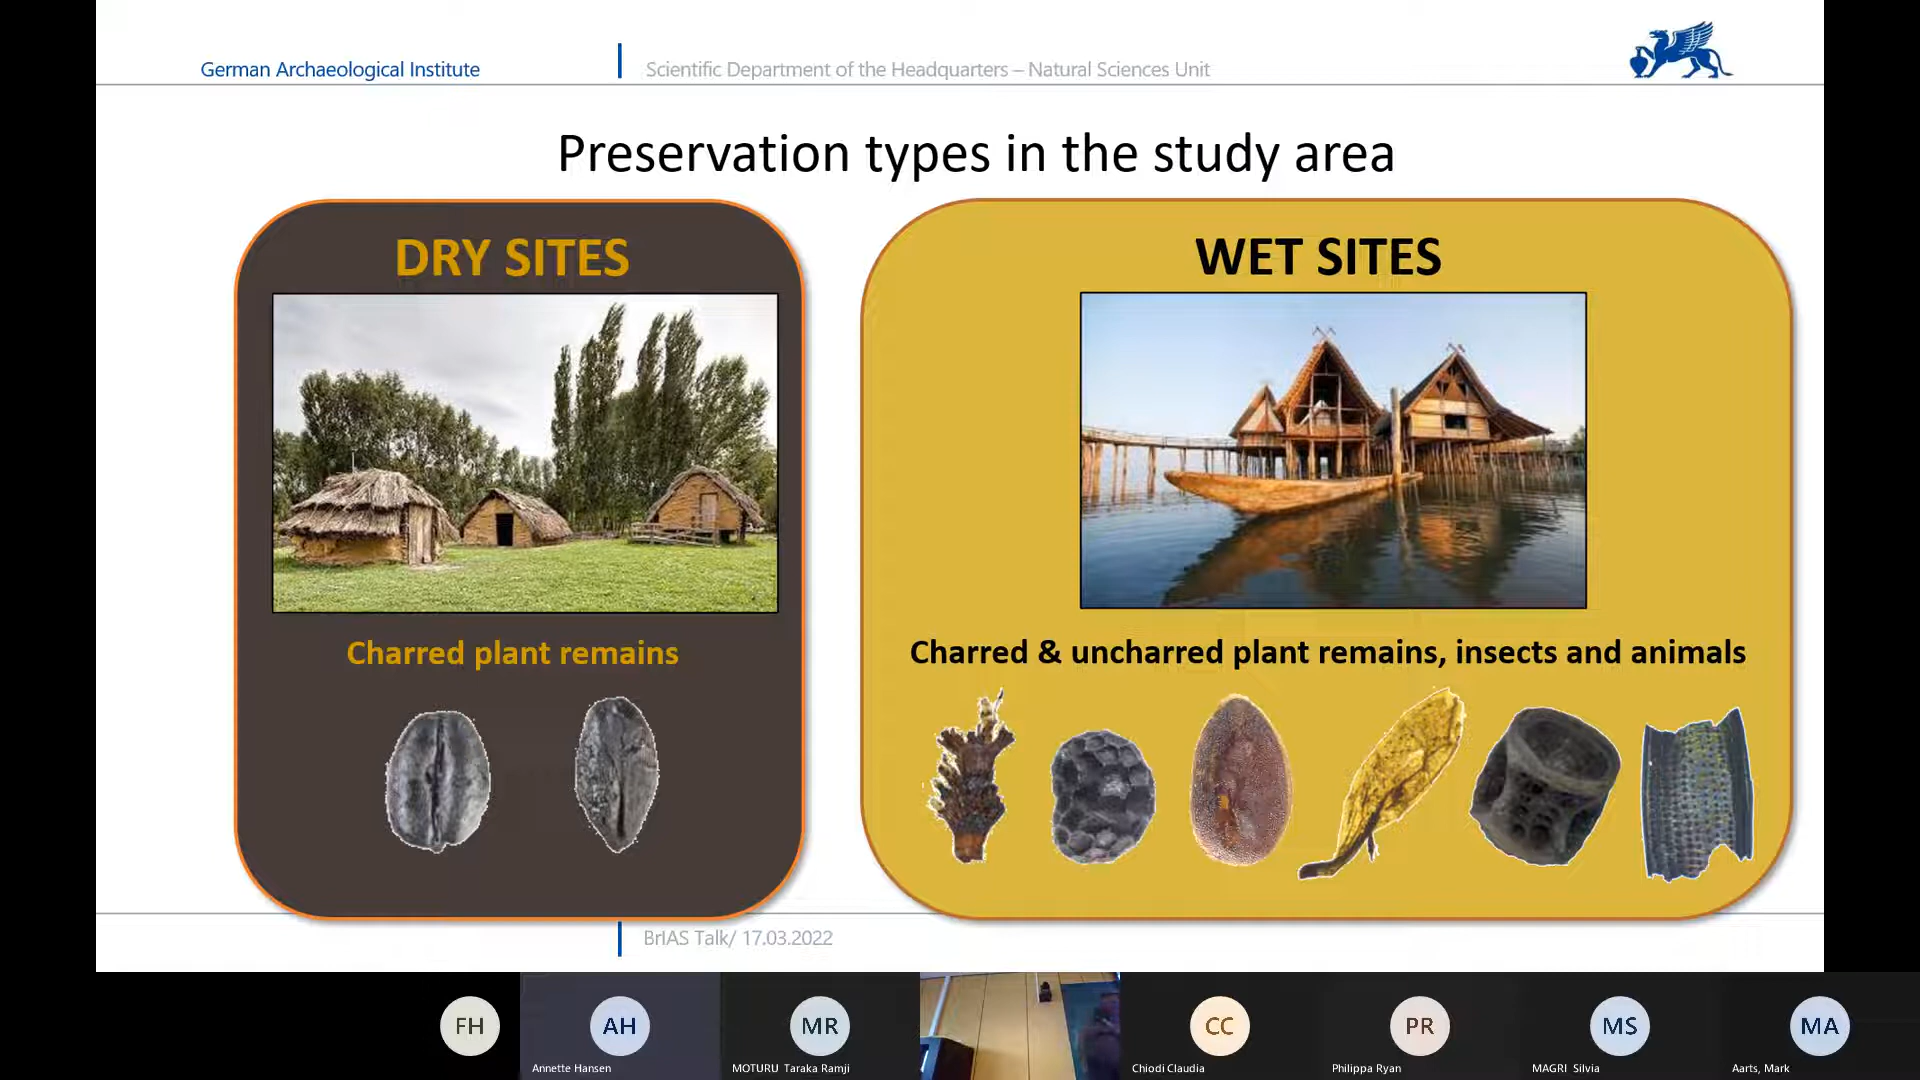 German Archaeological Institute
Scientific Department of the Headquarters – Natural Sciences Unit
Preservation types in the study area
DRY SITES
Charred plant remains
WET SITES
Charred & uncharred plant remains, insects and animals
BrIAS Talk/ 17.03.2022
FH
AH
Annette Hansen
MR
MOTURU Taraka Ramji
CC
Chiodi Claudia
PR
Philippa Ryan
MS
MAGRI Silvia
MA
Aarts, Mark